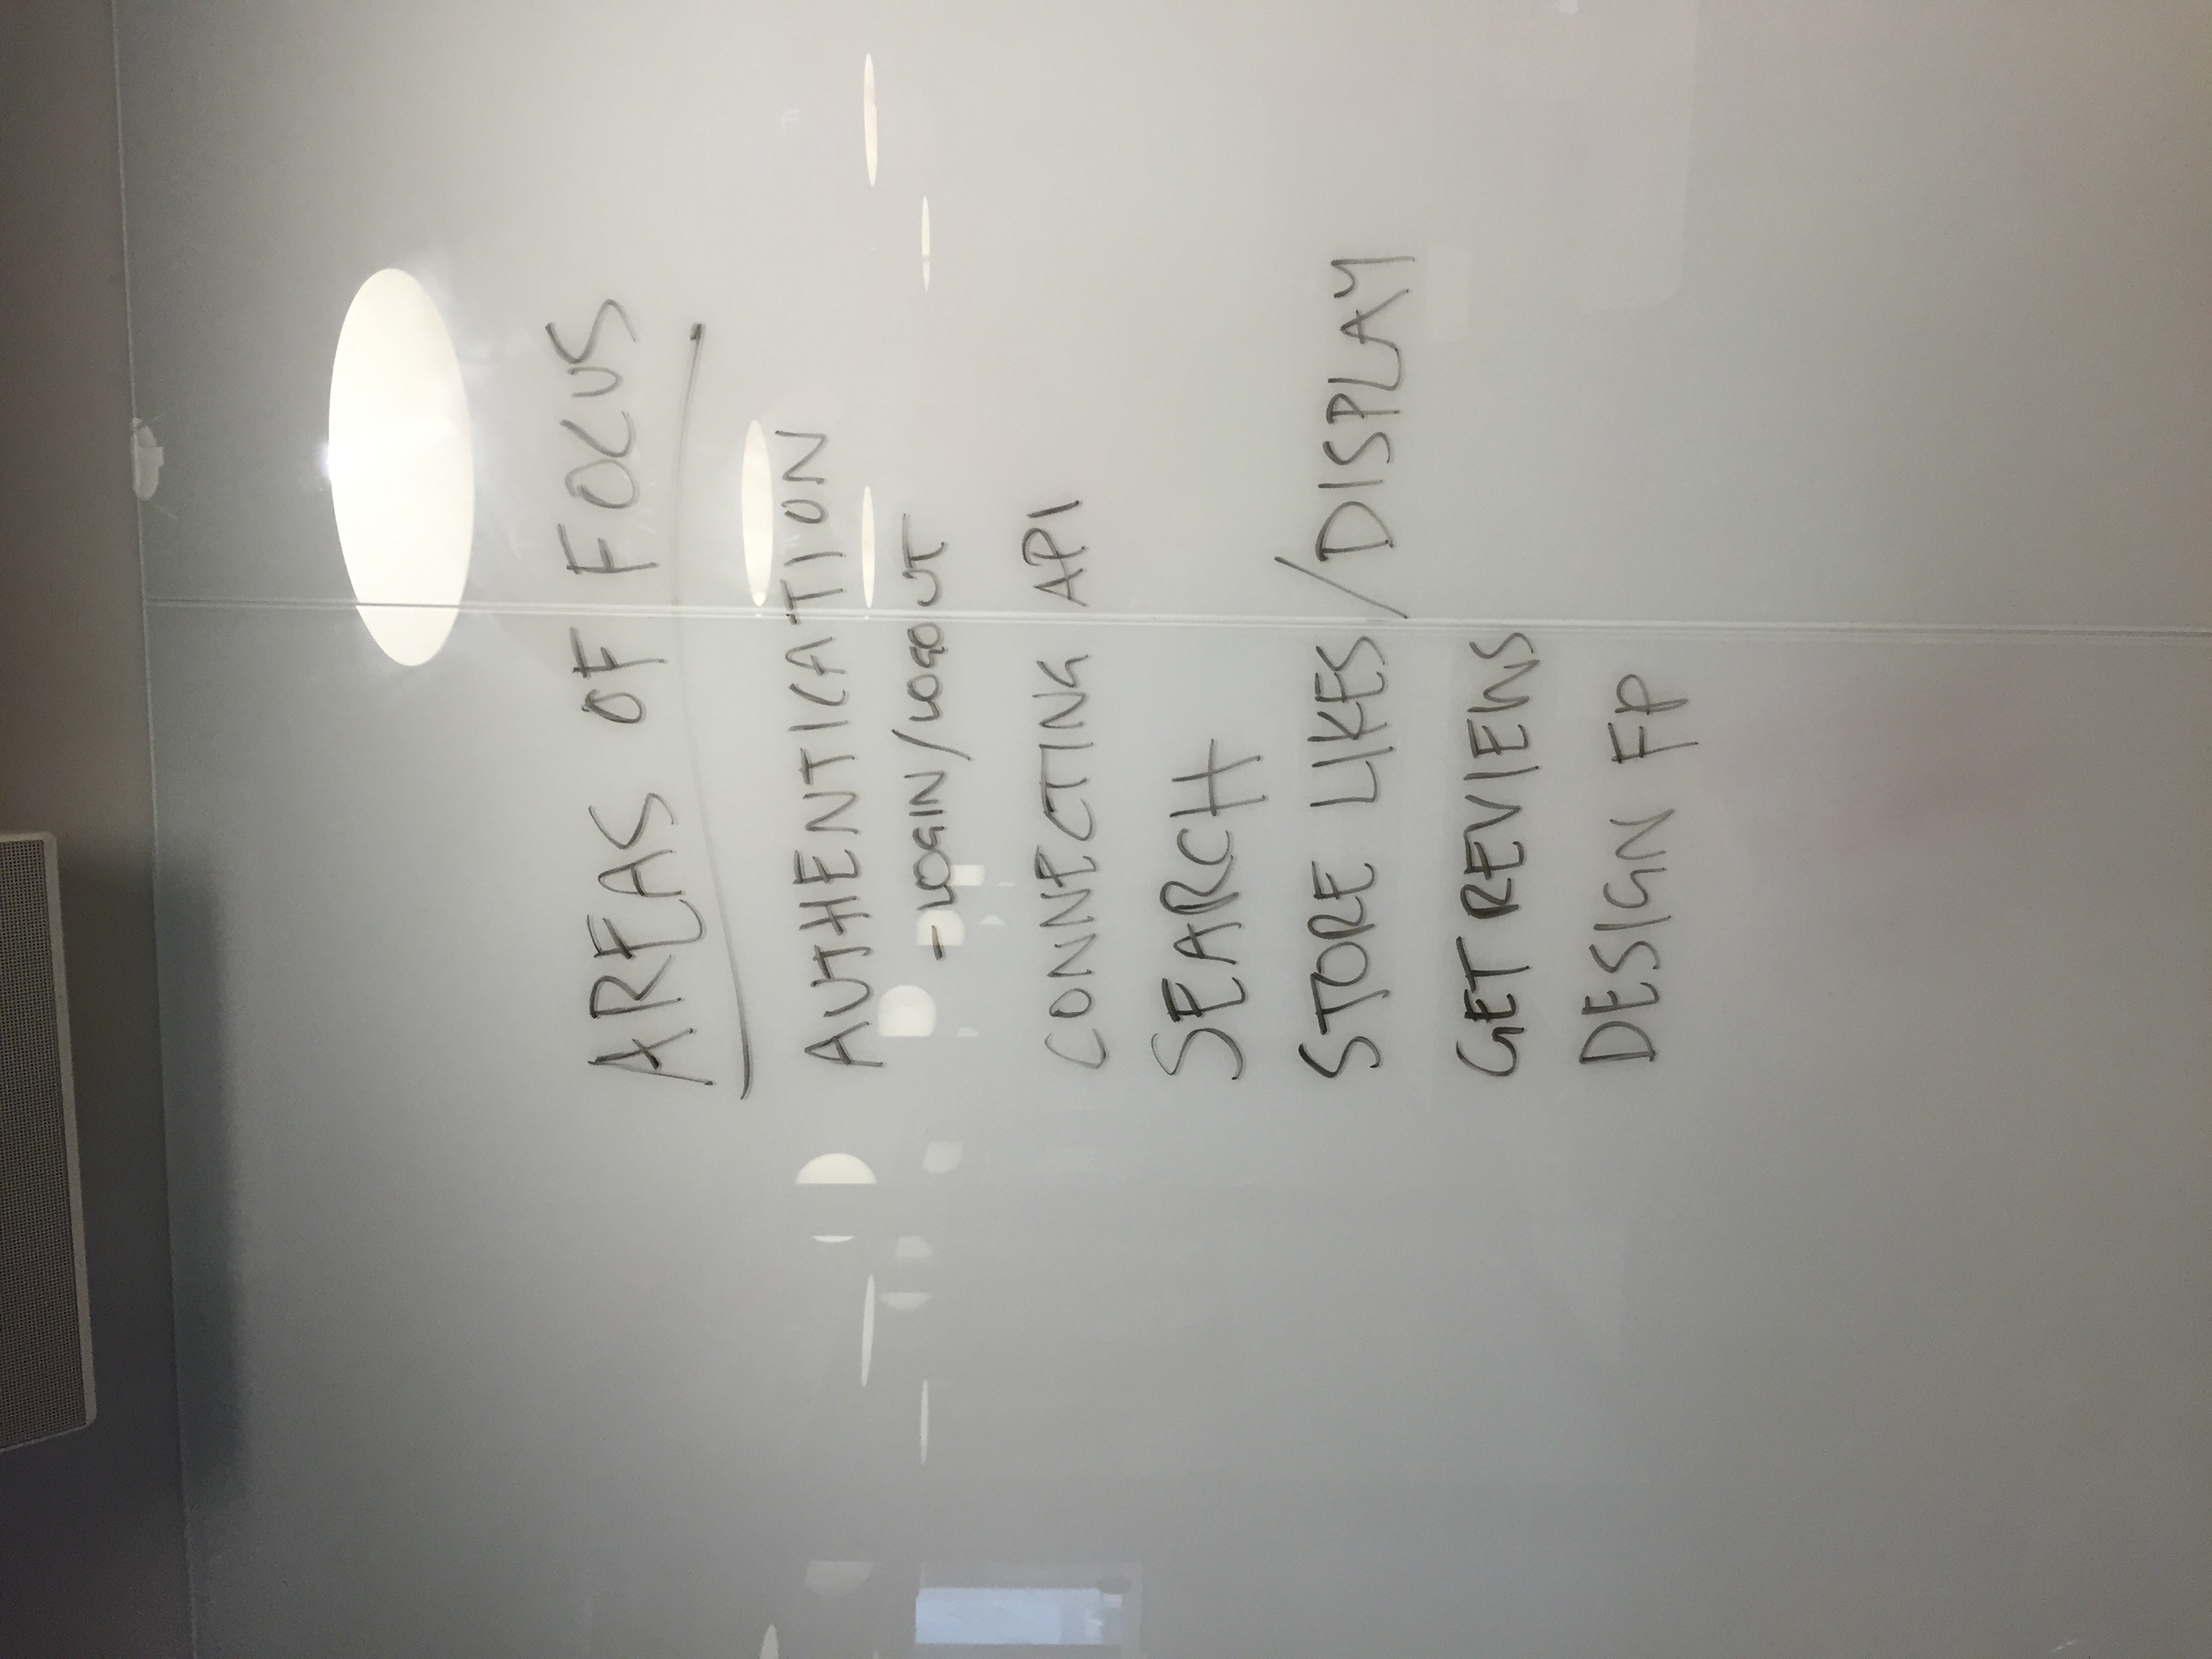 AREAS OF FOCUS
AUTHENTICATION
-LOGIN/LOGOUT
CONNECTING API
SEARCH
STORE LIKES/DISPLAY
GET REVIEWS
DESIGN FP